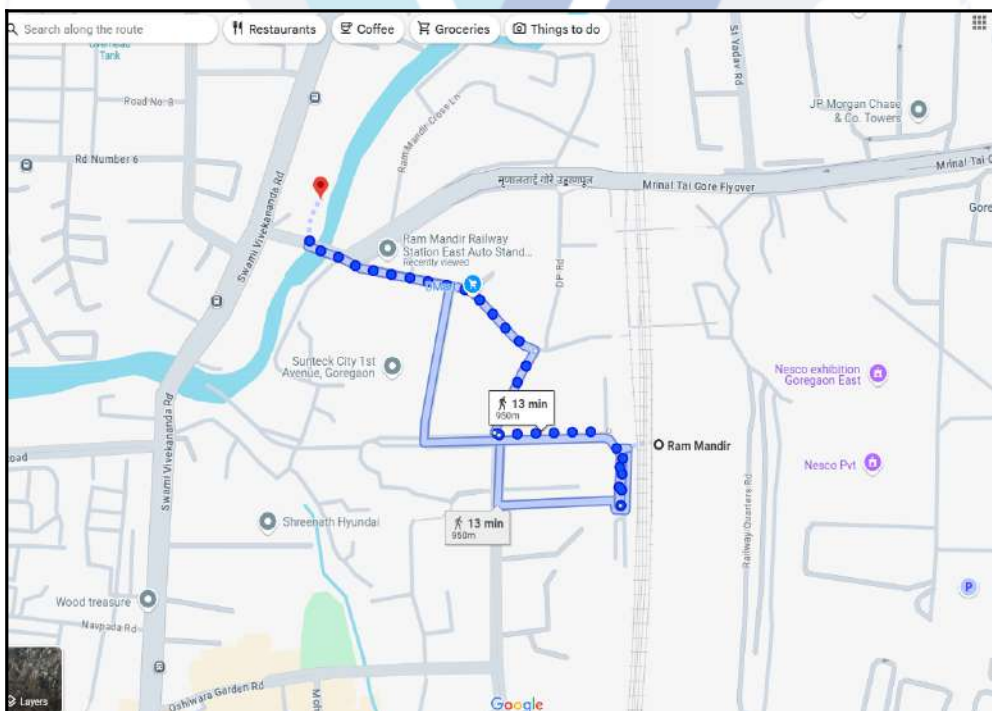 Search along the route
Restaurants
Coffee
Groceries
Things to do
Tank
Road No. 8
Rd Number 6
Ram Mandir Cross Ln
St Yadav Rd
JP Morgan Chase
& Co. Towers
Swami Vivekananda Rd
मृणालताई गोरे उड्डाणपूल
Mrinal Tai Gore Flyover
Mrinal Tai G
Gore
Ram Mandir Railway
Station East Auto Stand...
Recently viewed
DP Rd
Sunteck City 1st
Avenue, Goregaon
Nesco exhibition
Goregaon East
13 min
950m
Ram Mandir
Swami Vivekananda Rd
oad
Nesco Pvt
Railway Quarters Rd
Shreenath Hyundai
13 min
950m
P
Wood treasure
Navpada Rd
Oshiwara Garden Rd
Layers
Google